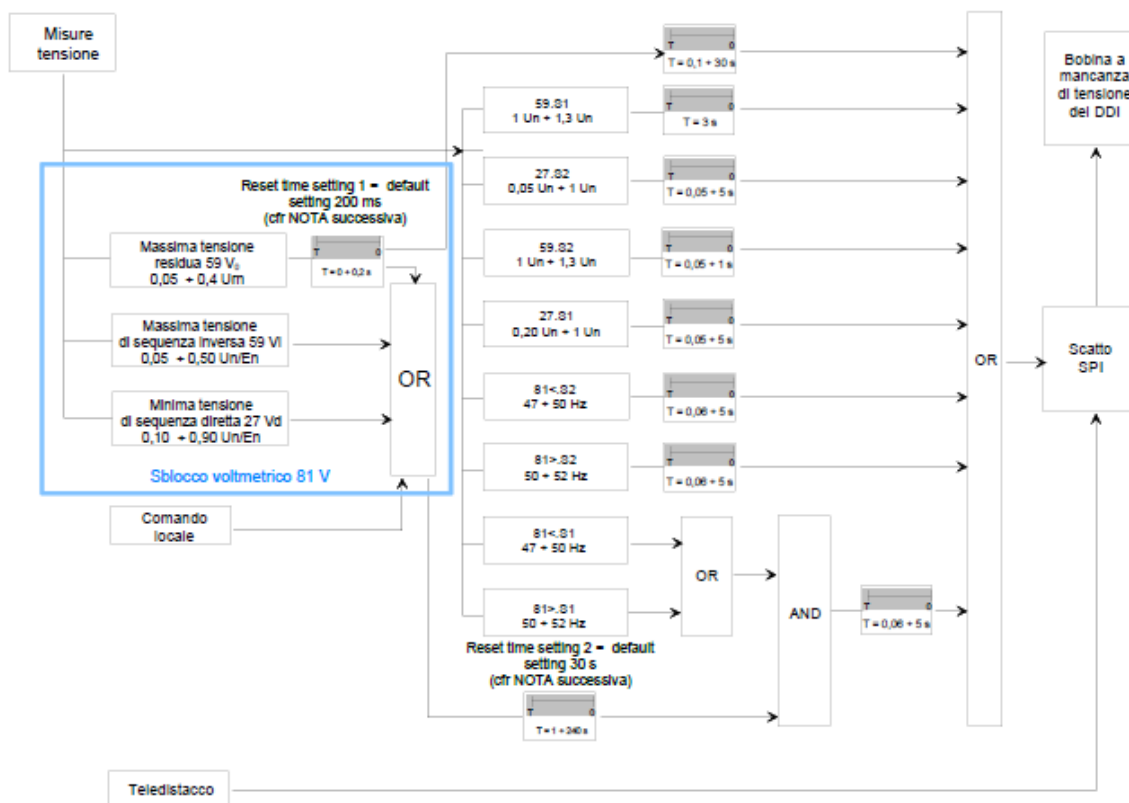 Misure
tensione
T 0
T = 0,1 ÷ 30 s
Bobina a
mancanza
di tensione
del DDI
59.S1
1 Un ÷ 1,3 Un
T 0
T = 3 s
27.S2
0,05 Un ÷ 1 Un
T 0
T = 0,05 ÷ 5 s
Reset time setting 1 = default
setting 200 ms
(cfr NOTA successiva)
Massima tensione
residua 59 V₀
0,05 ÷ 0,4 Urn
T 0
T = 0 ÷ 0,2 s
59.S2
1 Un ÷ 1,3 Un
T 0
T = 0,05 ÷ 1 s
Massima tensione
di sequenza inversa 59 Vi
0,05 ÷ 0,50 Un/En
27.S1
0,20 Un ÷ 1 Un
T 0
T = 0,05 ÷ 5 s
OR
OR
Scatto
SPI
Minima tensione
di sequenza diretta 27 Vd
0,10 ÷ 0,90 Un/En
81<.S2
47 ÷ 50 Hz
T 0
T = 0,06 ÷ 5 s
Sblocco voltmetrico 81 V
81>.S2
50 ÷ 52 Hz
T 0
T = 0,06 ÷ 5 s
Comando
locale
81<.S1
47 ÷ 50 Hz
OR
81>.S1
50 ÷ 52 Hz
AND
T 0
T = 0,06 ÷ 5 s
Reset time setting 2 = default
setting 30 s
(cfr NOTA successiva)
T 0
T = 1 ÷ 240 s
Teledistacco